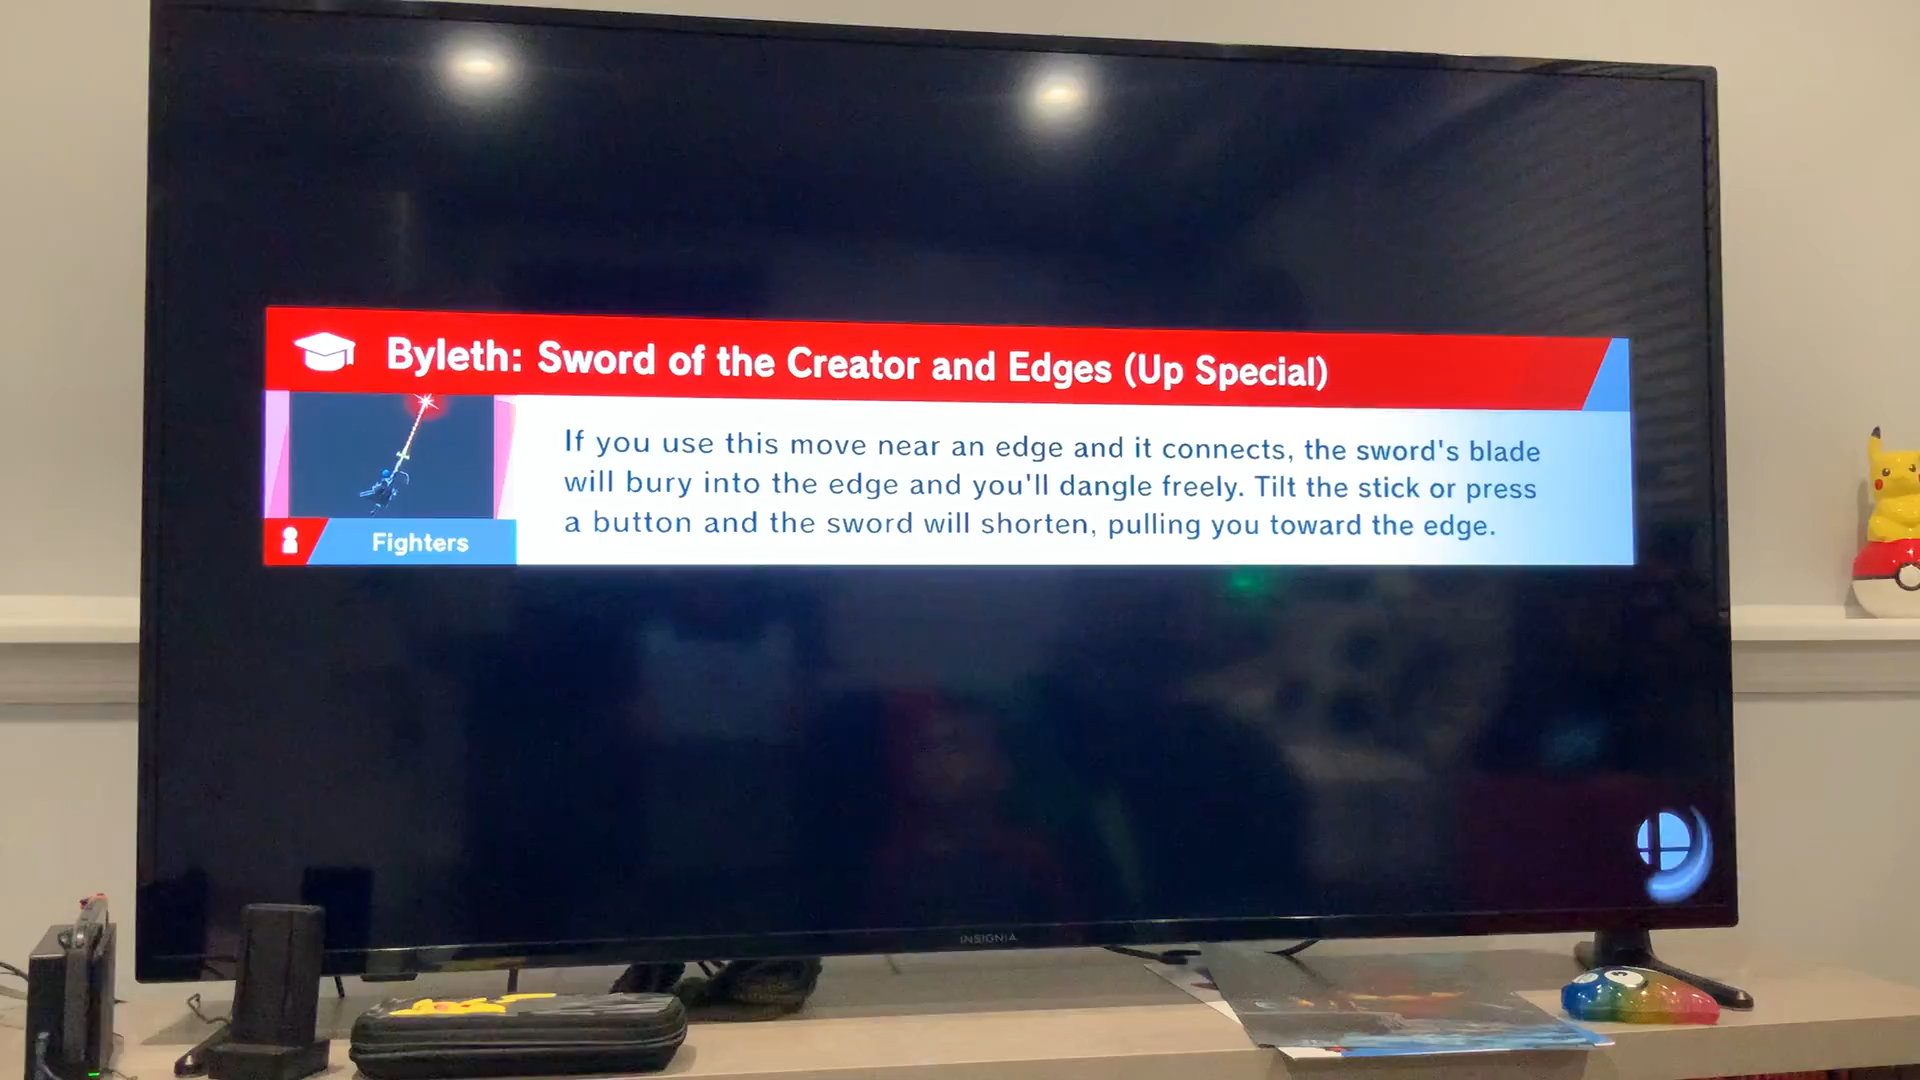 Byleth: Sword of the Creator and Edges (Up Special)
If you use this move near an edge and it connects, the sword's blade
will bury into the edge and you'll dangle freely. Tilt the stick or press
a button and the sword will shorten, pulling you toward the edge.
Fighters
INSIGNIA